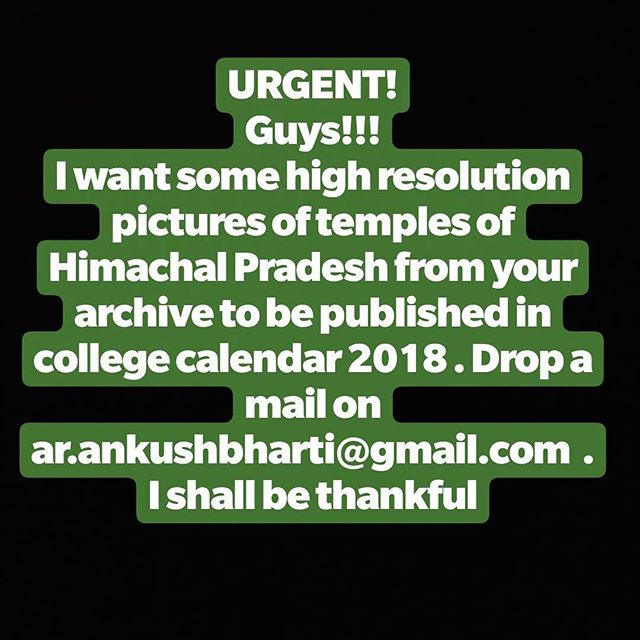 URGENT!
Guys!!!
I want some high resolution
pictures of temples of
Himachal Pradesh from your
archive to be published in
college calendar 2018 . Drop a
mail on
ar.ankushbharti@gmail.com .
I shall be thankful